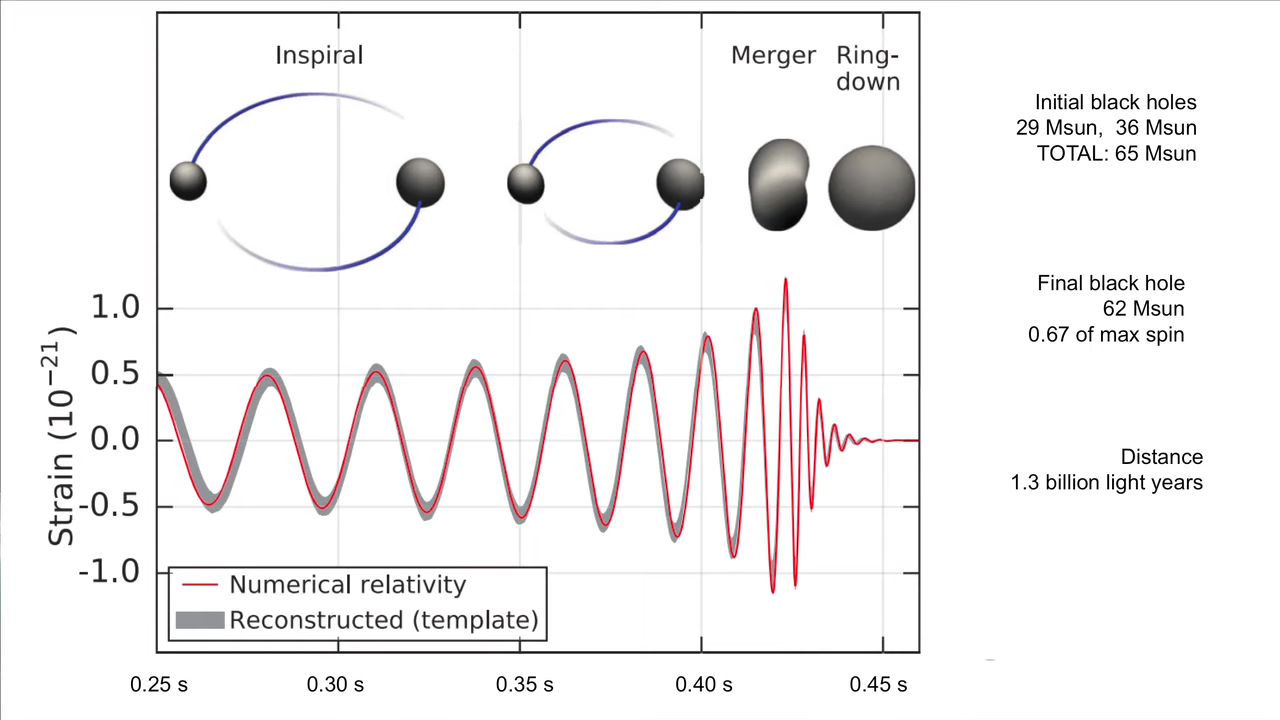 Inspiral
Merger
Ring-
down
Initial black holes
29 Msun,  36 Msun
TOTAL: 65 Msun
Final black hole
62 Msun
0.67 of max spin
Distance
1.3 billion light years
Strain (10⁻²¹)
1.0
0.5
0.0
-0.5
-1.0
Numerical relativity
Reconstructed (template)
0.25 s
0.30 s
0.35 s
0.40 s
0.45 s